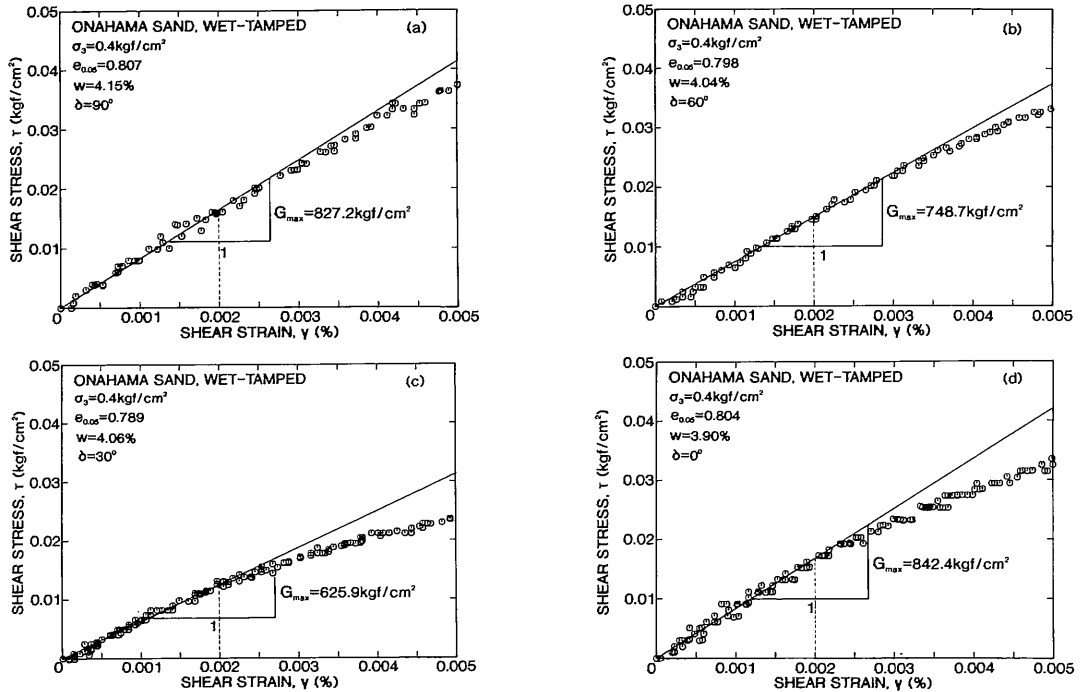 0.05
0.04
0.03
0.02
0.01
SHEAR STRESS, τ (kgf/cm²)
ONAHAMA SAND, WET-TAMPED
(a)
σ₃=0.4kgf/cm²
e₀.₀₅=0.807
w=4.15%
δ=90°
Gmax=827.2kgf/cm²
1
0 0.001 0.002 0.003 0.004 0.005
SHEAR STRAIN, γ (%)
0.05
0.04
0.03
0.02
0.01
SHEAR STRESS, τ (kgf/cm²)
ONAHAMA SAND, WET-TAMPED
(b)
σ₃=0.4kgf/cm²
e₀.₀₅=0.798
w=4.04%
δ=60°
Gmax=748.7kgf/cm²
1
0 0.001 0.002 0.003 0.004 0.005
SHEAR STRAIN, γ (%)
0.05
0.04
0.03
0.02
0.01
SHEAR STRESS, τ (kgf/cm²)
ONAHAMA SAND, WET-TAMPED
(c)
σ₃=0.4kgf/cm²
e₀.₀₅=0.789
w=4.06%
δ=30°
Gmax=625.9kgf/cm²
1
0 0.001 0.002 0.003 0.004 0.005
SHEAR STRAIN, γ (%)
0.05
0.04
0.03
0.02
0.01
SHEAR STRESS, τ (kgf/cm²)
ONAHAMA SAND, WET-TAMPED
(d)
σ₃=0.4kgf/cm²
e₀.₀₅=0.804
w=3.90%
δ=0°
Gmax=842.4kgf/cm²
1
0 0.001 0.002 0.003 0.004 0.005
SHEAR STRAIN, γ (%)